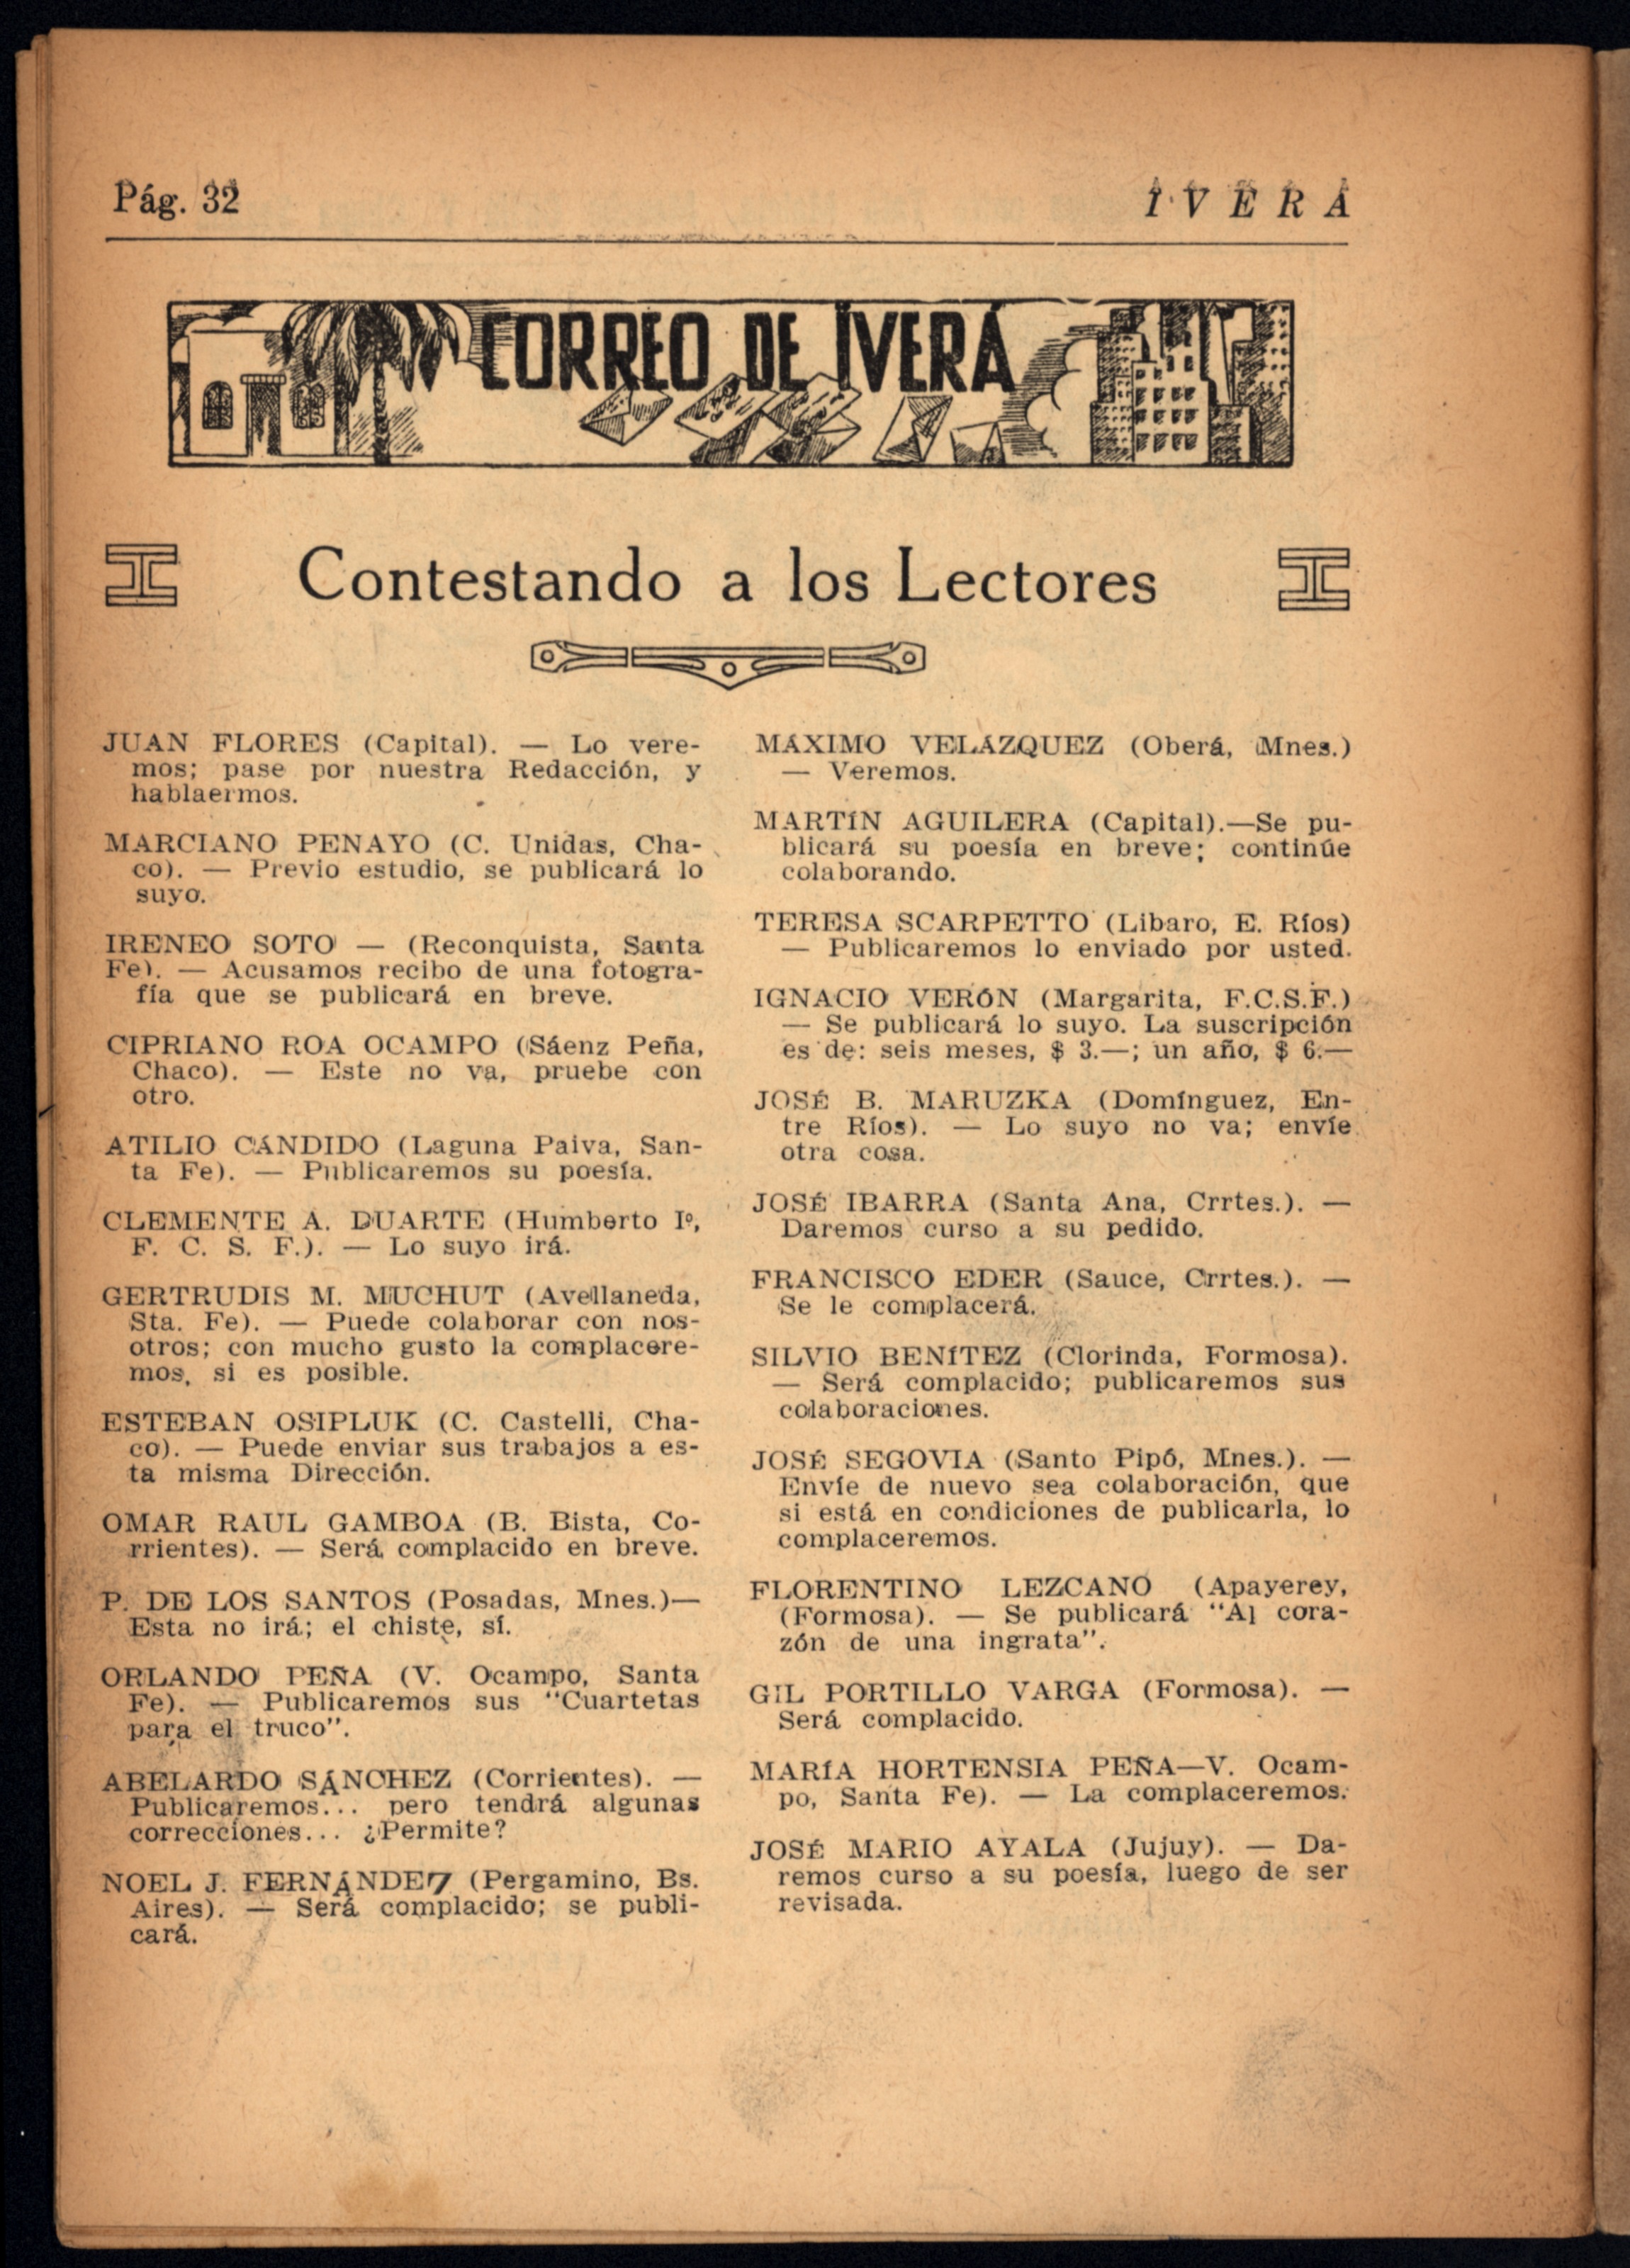 Pág. 32
IVERÁ
CORREO DE IVERÁ
Contestando a los Lectores
JUAN FLORES (Capital). — Lo vere-
mos; pase por nuestra Redacción, y
hablaermos.
MARCIANO PENAYO (C. Unidas, Cha-
co). — Previo estudio, se publicará lo
suyo.
IRENEO SOTO — (Reconquista, Santa
Fe). — Acusamos recibo de una fotogra-
fía que se publicará en breve.
CIPRIANO ROA OCAMPO (Sáenz Peña,
Chaco). — Este no va, pruebe con
otro.
ATILIO CÁNDIDO (Laguna Paiva, San-
ta Fe). — Publicaremos su poesía.
CLEMENTE A. DUARTE (Humberto Iº,
F. C. S. F.). — Lo suyo irá.
GERTRUDIS M. MUCHUT (Avellaneda,
Sta. Fe). — Puede colaborar con nos-
otros; con mucho gusto la complacere-
mos, si es posible.
ESTEBAN OSIPLUK (C. Castelli, Cha-
co). — Puede enviar sus trabajos a es-
ta misma Dirección.
OMAR RAUL GAMBOA (B. Bista, Co-
rrientes). — Será complacido en breve.
P. DE LOS SANTOS (Posadas, Mnes.)—
Esta no irá; el chiste, sí.
ORLANDO PEÑA (V. Ocampo, Santa
Fe). — Publicaremos sus "Cuartetas
para el truco".
ABELARDO SÁNCHEZ (Corrientes). —
Publicaremos... pero tendrá algunas
correcciones... ¿Permite?
NOEL J. FERNÁNDEZ (Pergamino, Bs.
Aires). — Será complacido; se publi-
cará.
MÁXIMO VELÁZQUEZ (Oberá, Mnes.)
— Veremos.
MARTÍN AGUILERA (Capital).—Se pu-
blicará su poesía en breve; continúe
colaborando.
TERESA SCARPETTO (Libaro, E. Ríos)
— Publicaremos lo enviado por usted.
IGNACIO VERÓN (Margarita, F.C.S.F.)
— Se publicará lo suyo. La suscripción
es de: seis meses, $ 3.—; un año, $ 6.—
JOSÉ B. MARUZKA (Domínguez, En-
tre Ríos). — Lo suyo no va; envíe
otra cosa.
JOSÉ IBARRA (Santa Ana, Crrtes.). —
Daremos curso a su pedido.
FRANCISCO EDER (Sauce, Crrtes.). —
Se le complacerá.
SILVIO BENÍTEZ (Clorinda, Formosa).
— Será complacido; publicaremos sus
colaboraciones.
JOSÉ SEGOVIA (Santo Pipó, Mnes.). —
Envíe de nuevo sea colaboración, que
si está en condiciones de publicarla, lo
complaceremos.
FLORENTINO LEZCANO (Apayerey,
(Formosa). — Se publicará "Al cora-
zón de una ingrata".
GIL PORTILLO VARGA (Formosa). —
Será complacido.
MARÍA HORTENSIA PEÑA—V. Ocam-
po, Santa Fe). — La complaceremos.
JOSÉ MARIO AYALA (Jujuy). — Da-
remos curso a su poesía, luego de ser
revisada.